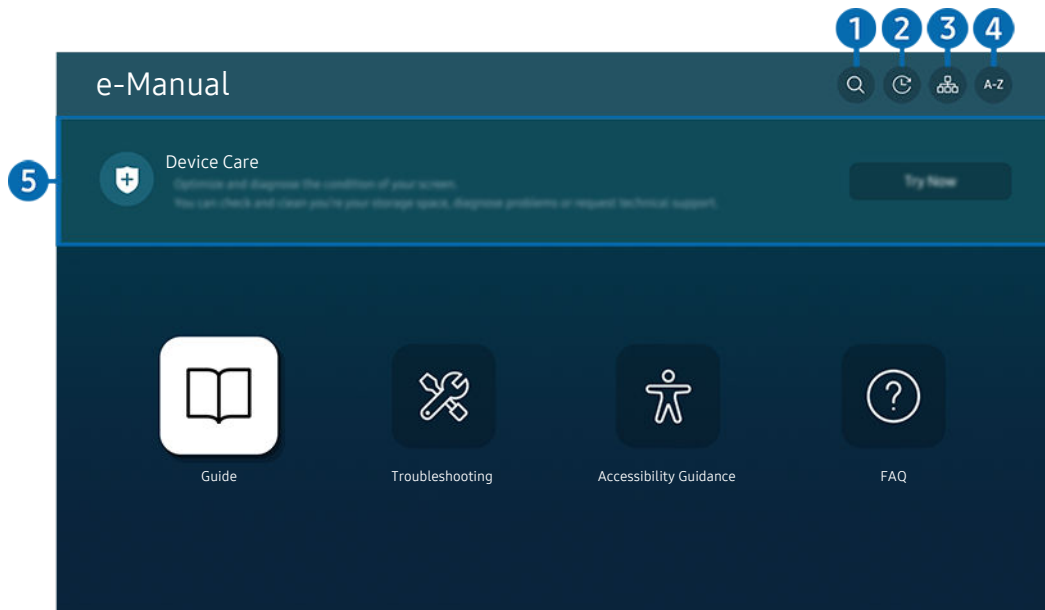 1 2 3 4
e-Manual
A-Z
5
Device Care
Optimize and diagnose the condition of your screen.
You can check and clean you're your storage space, diagnose problems or request technical support.
Try Now
Guide
Troubleshooting
Accessibility Guidance
FAQ